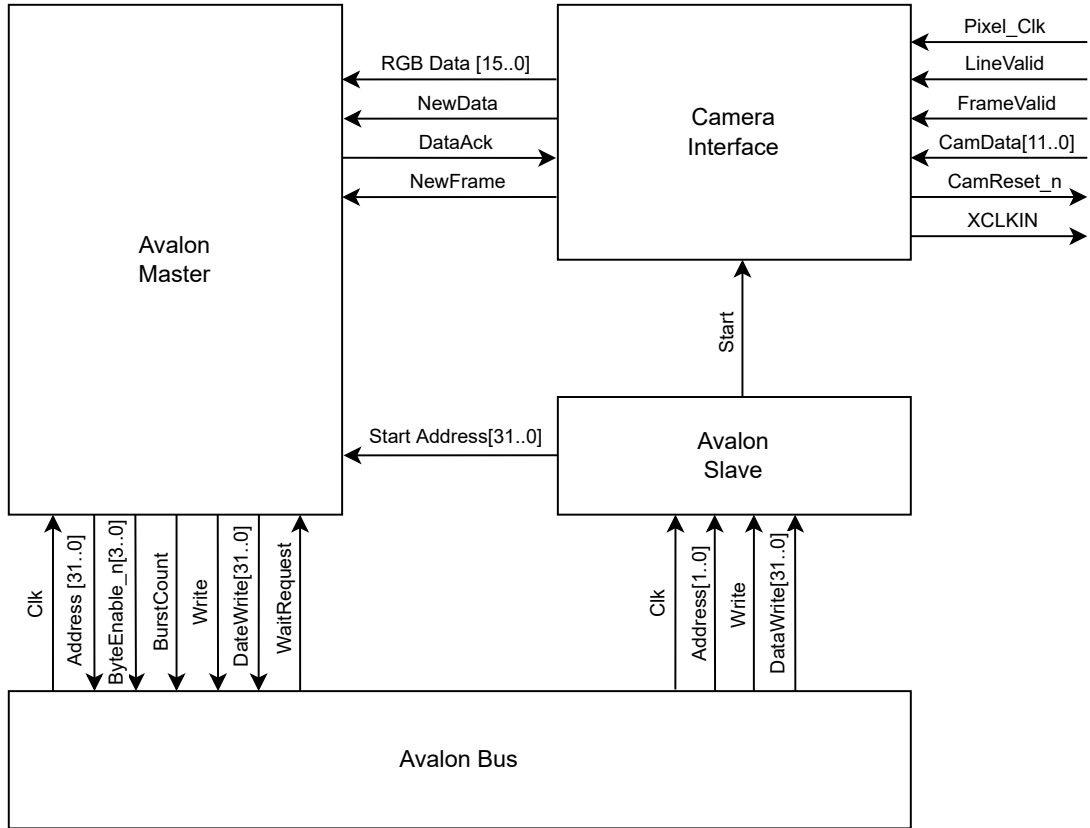 Pixel_Clk
RGB Data [15..0]
LineValid
NewData
Camera
Interface
FrameValid
DataAck
CamData[11..0]
NewFrame
CamReset_n
XCLKIN
Avalon
Master
Start
Start Address[31..0]
Avalon
Slave
Clk
Address [31..0]
ByteEnable_n[3..0]
BurstCount
Write
DateWrite[31..0]
WaitRequest
Clk
Address[1..0]
Write
DataWrite[31..0]
Avalon Bus